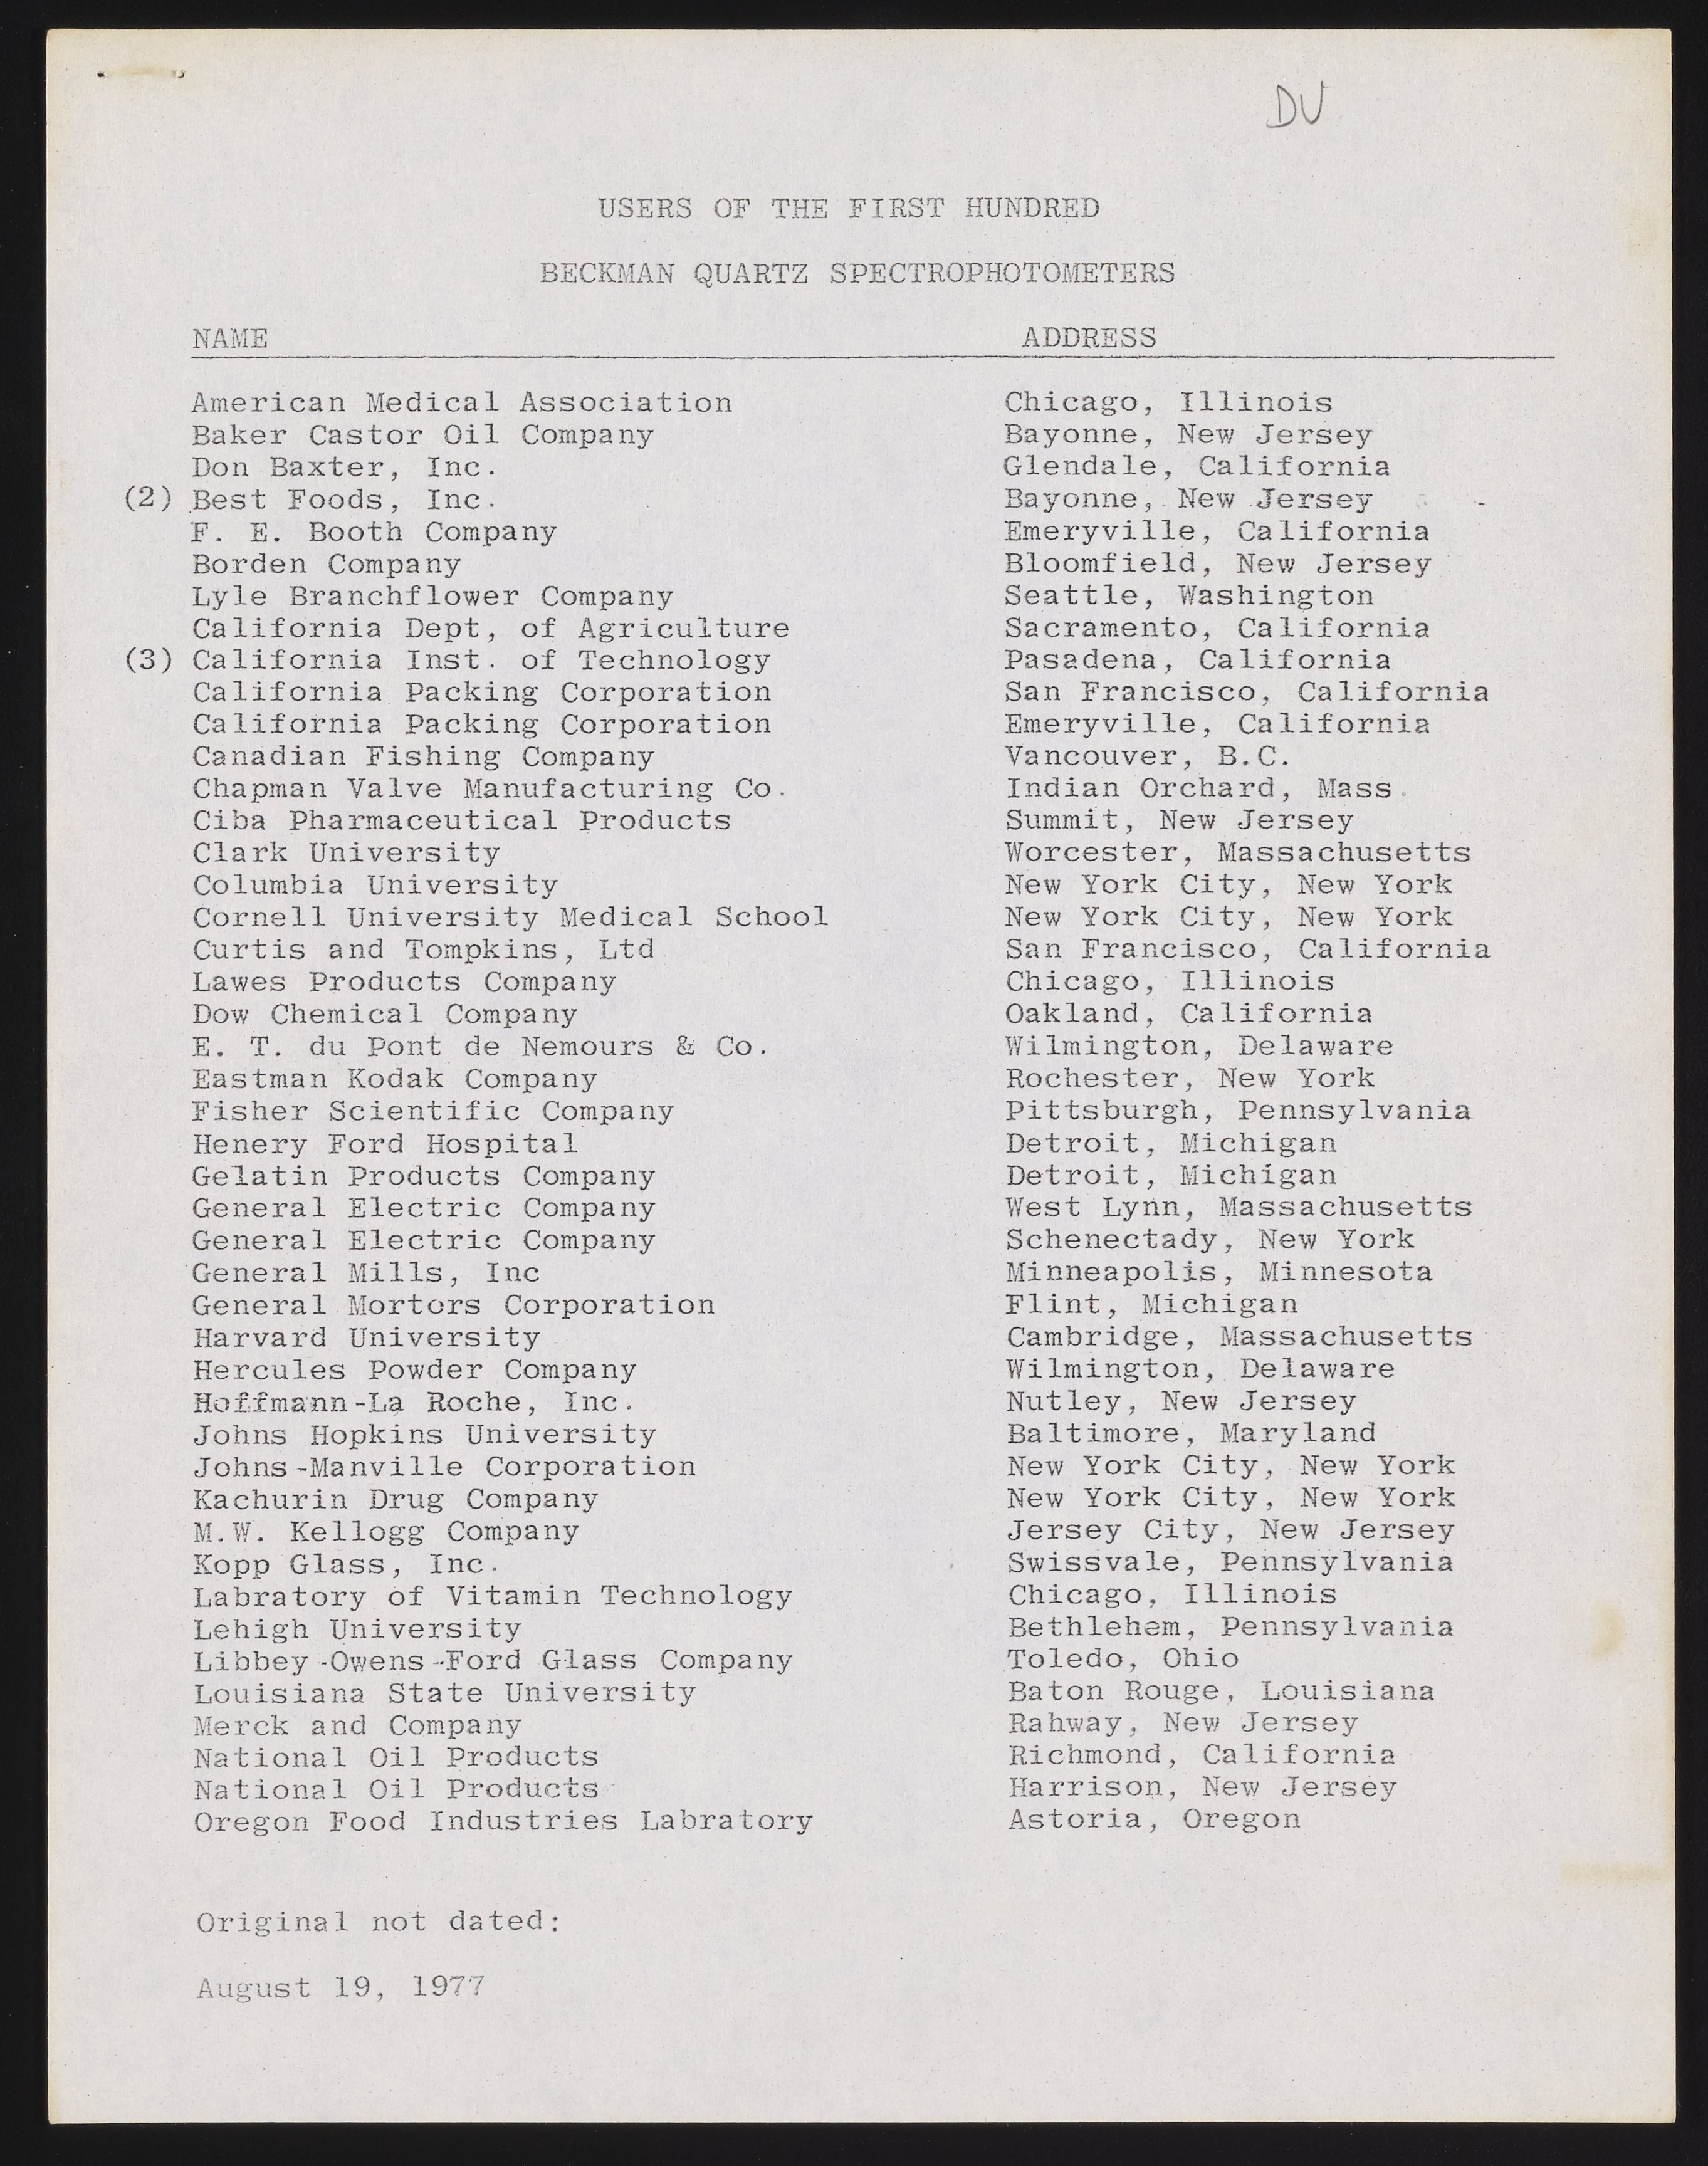 DU
USERS OF THE FIRST HUNDRED
BECKMAN QUARTZ SPECTROPHOTOMETERS
NAME ADDRESS
American Medical Association Chicago, Illinois
Baker Castor Oil Company Bayonne, New Jersey
Don Baxter, Inc. Glendale, California
(2) Best Foods, Inc. Bayonne, New Jersey
F. E. Booth Company Emeryville, California
Borden Company Bloomfield, New Jersey
Lyle Branchflower Company Seattle, Washington
California Dept, of Agriculture Sacramento, California
(3) California Inst. of Technology Pasadena, California
California Packing Corporation San Francisco, California
California Packing Corporation Emeryville, California
Canadian Fishing Company Vancouver, B.C.
Chapman Valve Manufacturing Co. Indian Orchard, Mass.
Ciba Pharmaceutical Products Summit, New Jersey
Clark University Worcester, Massachusetts
Columbia University New York City, New York
Cornell University Medical School New York City, New York
Curtis and Tompkins, Ltd San Francisco, California
Lawes Products Company Chicago, Illinois
Dow Chemical Company Oakland, California
E. T. du Pont de Nemours & Co. Wilmington, Delaware
Eastman Kodak Company Rochester, New York
Fisher Scientific Company Pittsburgh, Pennsylvania
Henery Ford Hospital Detroit, Michigan
Gelatin Products Company Detroit, Michigan
General Electric Company West Lynn, Massachusetts
General Electric Company Schenectady, New York
General Mills, Inc Minneapolis, Minnesota
General Mortors Corporation Flint, Michigan
Harvard University Cambridge, Massachusetts
Hercules Powder Company Wilmington, Delaware
Hoffmann-La Roche, Inc. Nutley, New Jersey
Johns Hopkins University Baltimore, Maryland
Johns-Manville Corporation New York City, New York
Kachurin Drug Company New York City, New York
M.W. Kellogg Company Jersey City, New Jersey
Kopp Glass, Inc. Swissvale, Pennsylvania
Labratory of Vitamin Technology Chicago, Illinois
Lehigh University Bethlehem, Pennsylvania
Libbey-Owens-Ford Glass Company Toledo, Ohio
Louisiana State University Baton Rouge, Louisiana
Merck and Company Rahway, New Jersey
National Oil Products Richmond, California
National Oil Products Harrison, New Jersey
Oregon Food Industries Labratory Astoria, Oregon
Original not dated:
August 19, 1977